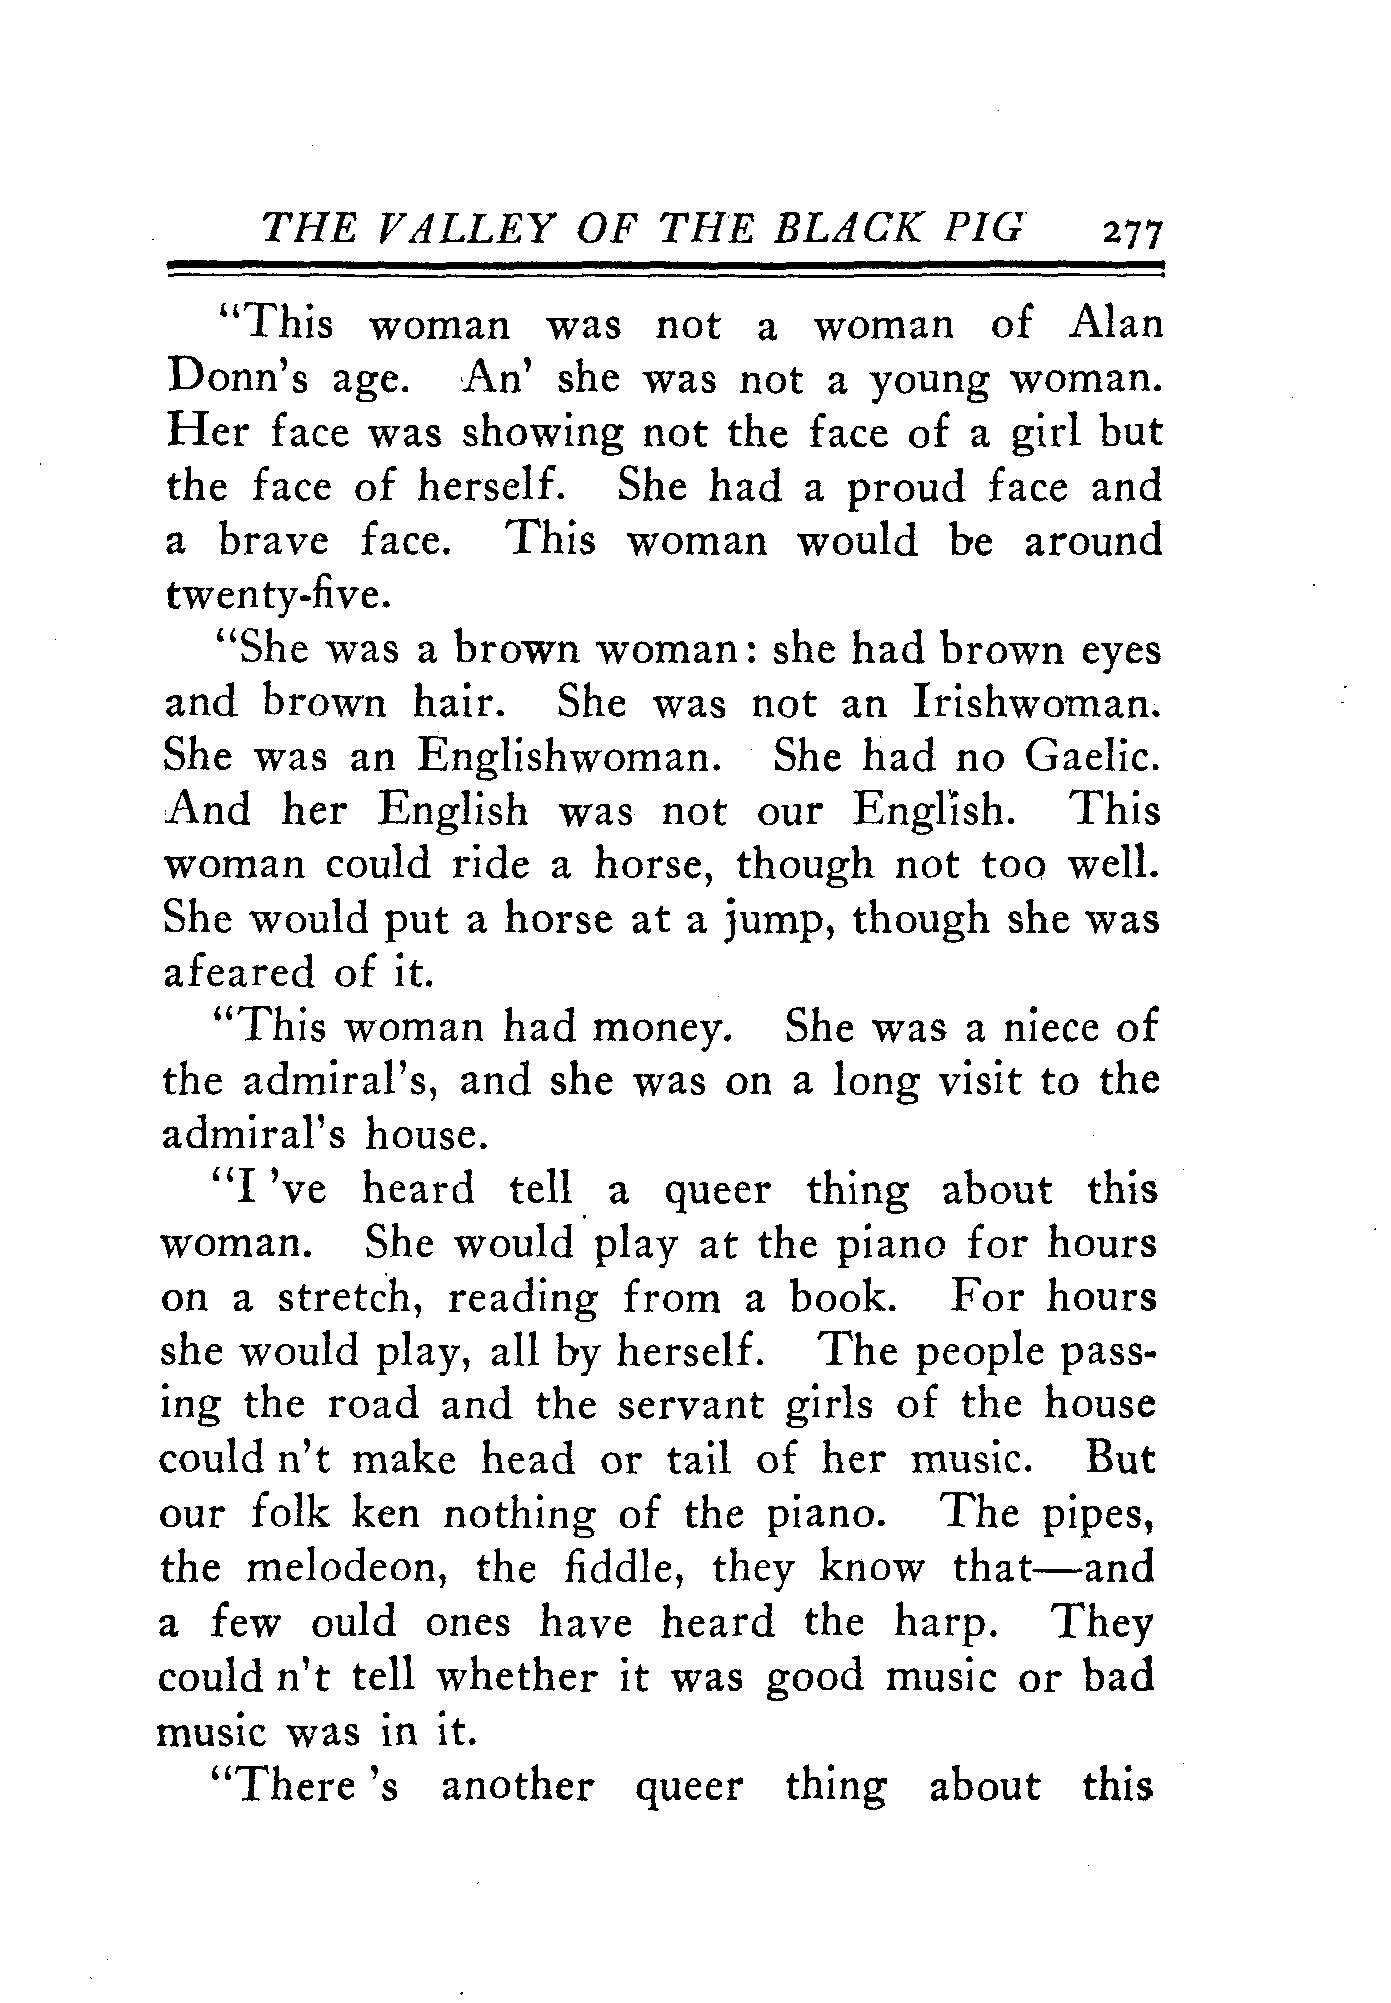 THE VALLEY OF THE BLACK PIG 277
"This woman was not a woman of Alan
Donn's age. An' she was not a young woman.
Her face was showing not the face of a girl but
the face of herself. She had a proud face and
a brave face. This woman would be around
twenty-five.
"She was a brown woman: she had brown eyes
and brown hair. She was not an Irishwoman.
She was an Englishwoman. She had no Gaelic.
And her English was not our English. This
woman could ride a horse, though not too well.
She would put a horse at a jump, though she was
afeared of it.
"This woman had money. She was a niece of
the admiral's, and she was on a long visit to the
admiral's house.
"I 've heard tell a queer thing about this
woman. She would play at the piano for hours
on a stretch, reading from a book. For hours
she would play, all by herself. The people pass-
ing the road and the servant girls of the house
could n't make head or tail of her music. But
our folk ken nothing of the piano. The pipes,
the melodeon, the fiddle, they know that—and
a few ould ones have heard the harp. They
could n't tell whether it was good music or bad
music was in it.
"There 's another queer thing about this